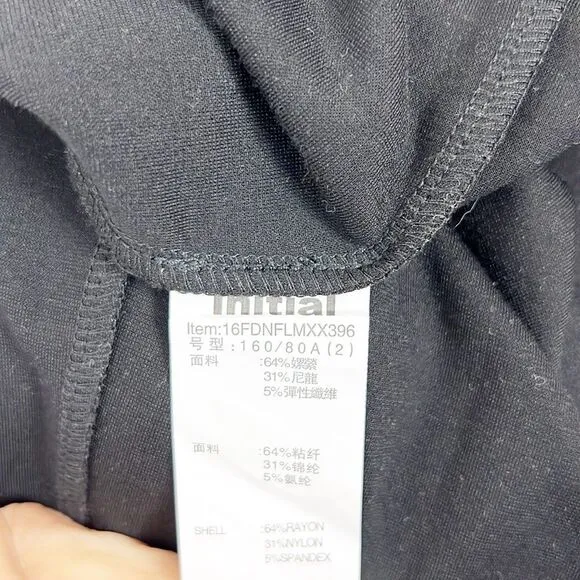 initial
Item:16FDNFLMXX396
号型:160/80A(2)
面料 :64%嫘縈
31%尼龍
5%彈性纖維
面料 :64%粘纤
31%锦纶
5%氨纶
SHELL :64%RAYON
31%NYLON
5%SPANDEX